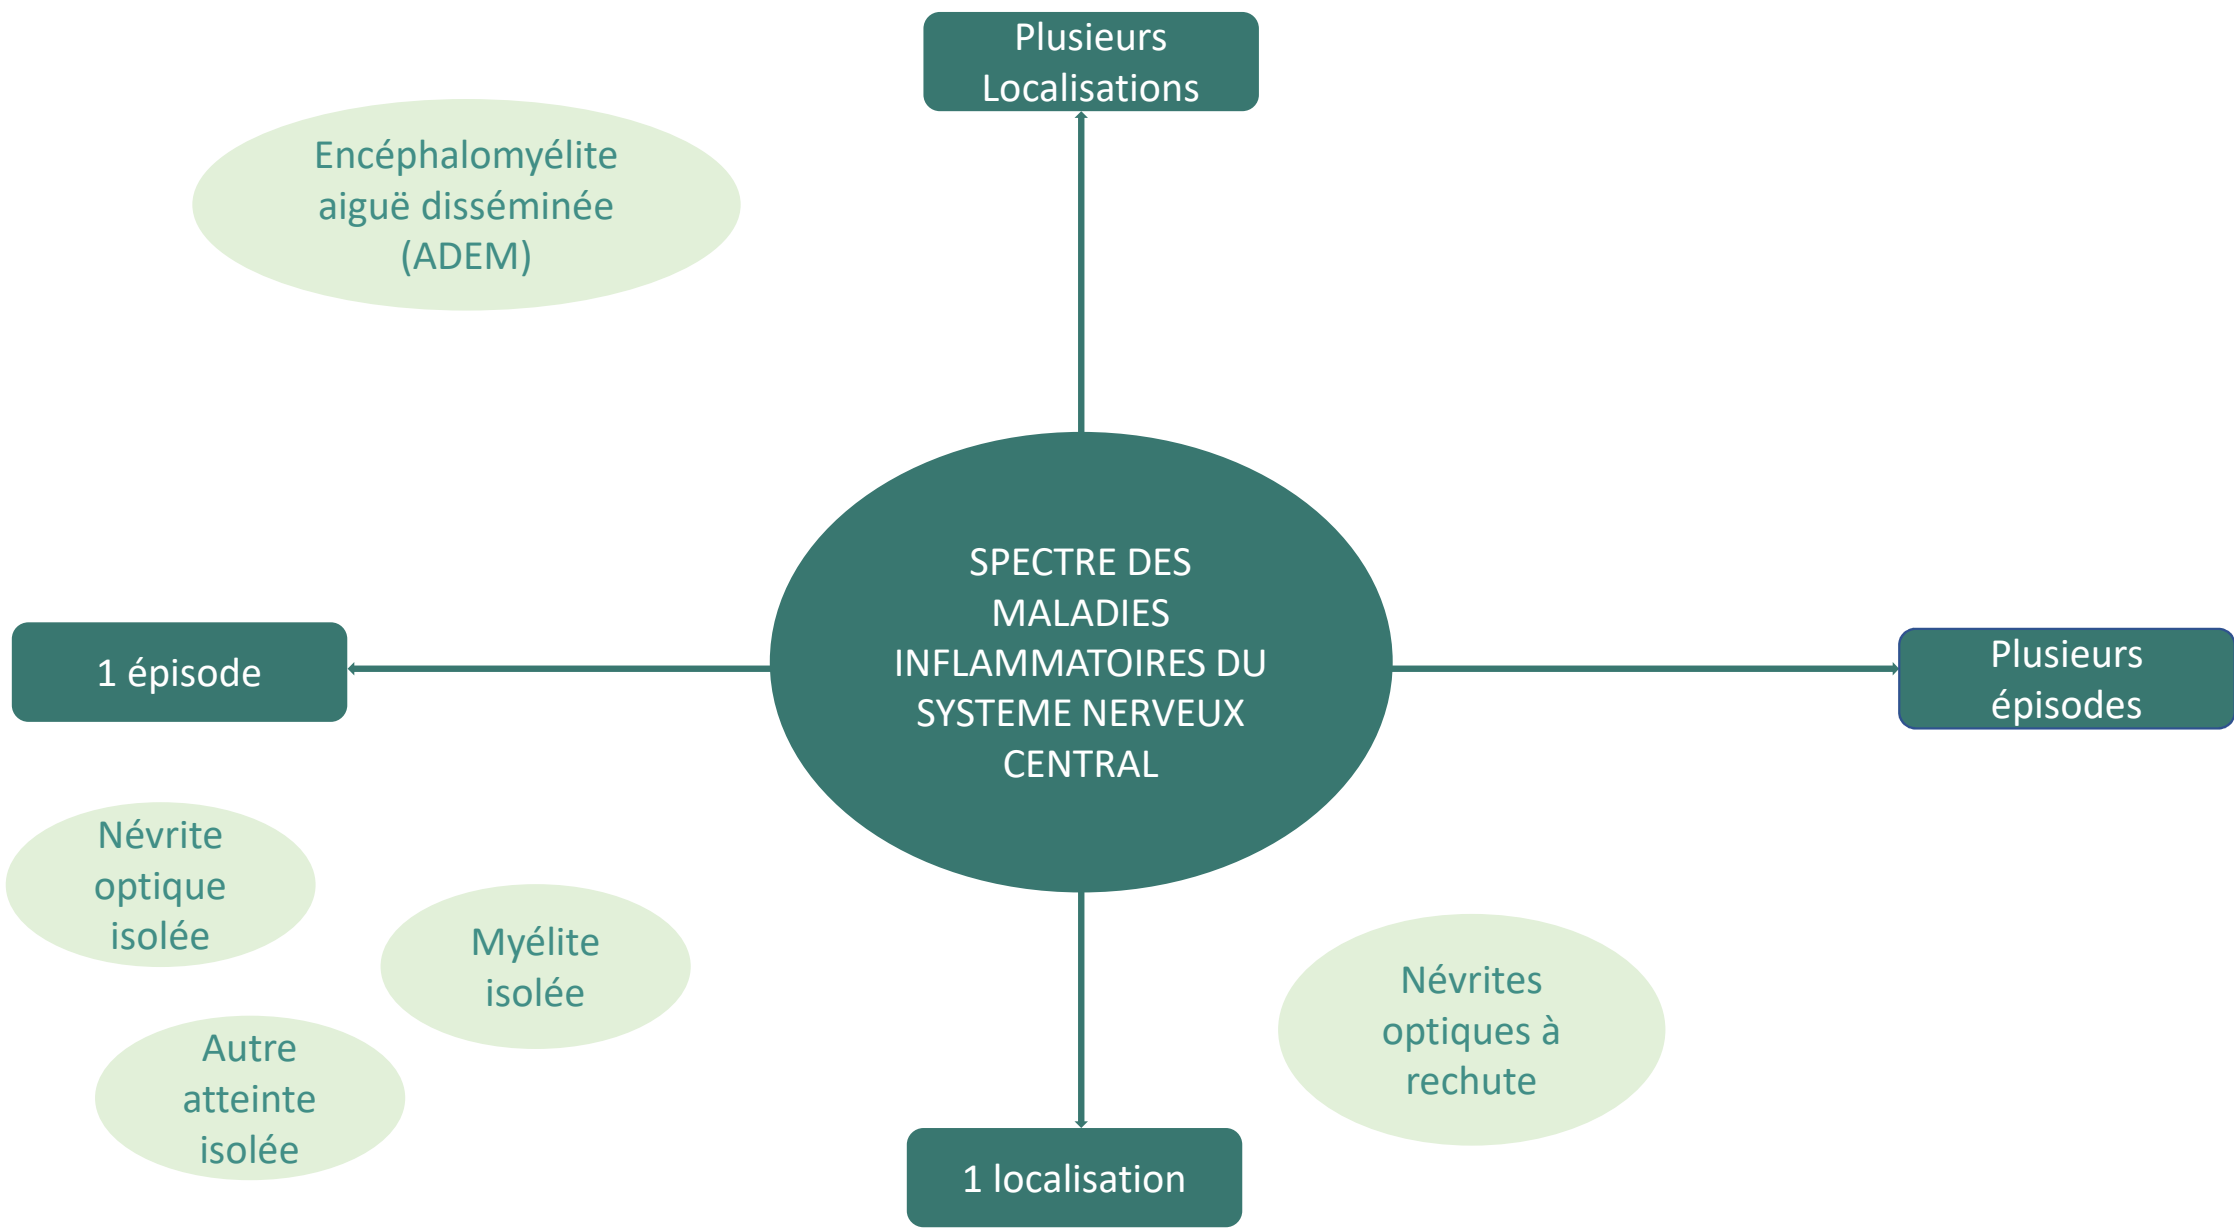 Plusieurs
Localisations
Encéphalomyélite
aiguë disséminée
(ADEM)
SPECTRE DES
MALADIES
INFLAMMATOIRES DU
SYSTEME NERVEUX
CENTRAL
1 épisode
Plusieurs
épisodes
Névrite
optique
isolée
Myélite
isolée
Autre
atteinte
isolée
Névrites
optiques à
rechute
1 localisation